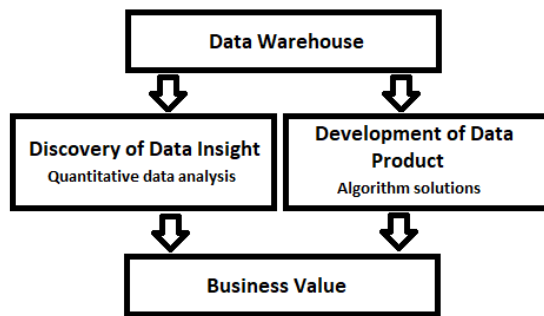 Data Warehouse
Discovery of Data Insight
Quantitative data analysis
Development of Data
Product
Algorithm solutions
Business Value